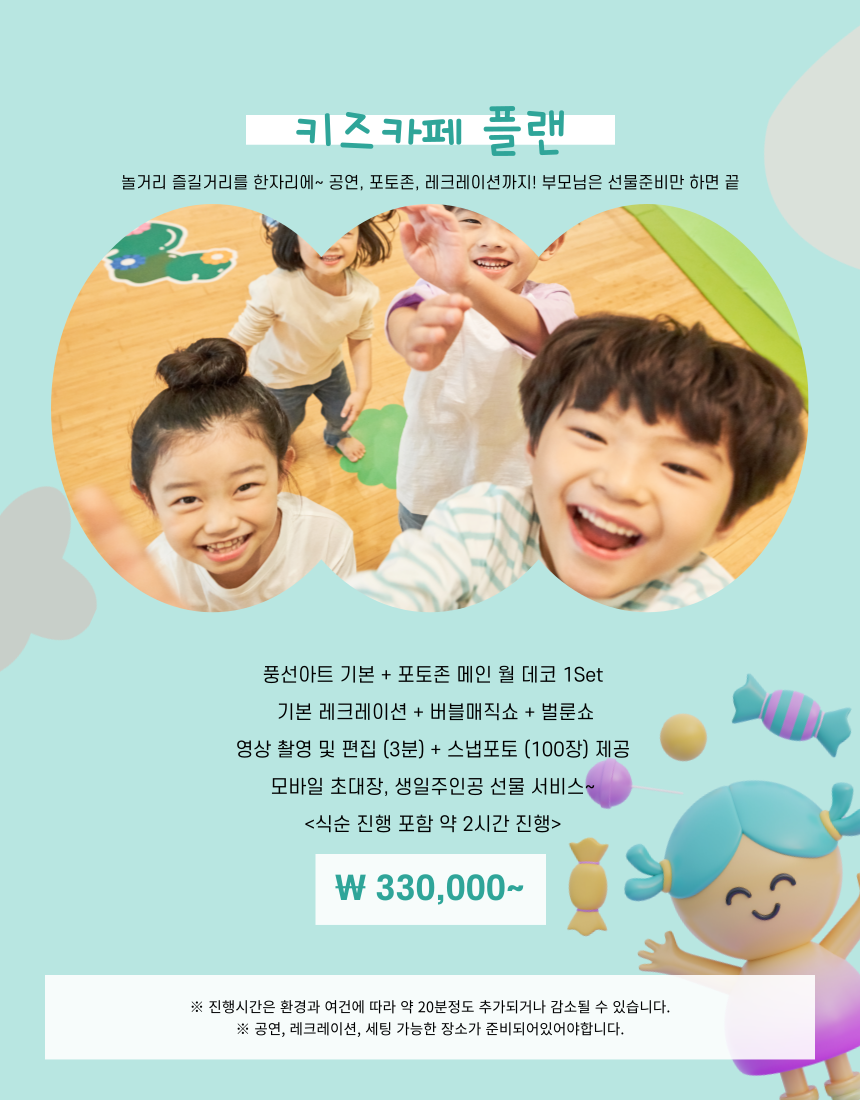 키즈카페 플랜
놀거리 즐길거리를 한자리에~ 공연, 포토존, 레크레이션까지! 부모님은 선물준비만 하면 끝
풍선아트 기본 + 포토존 메인 월 데코 1Set
기본 레크레이션 + 버블매직쇼 + 벌룬쇼
영상 촬영 및 편집 (3분) + 스냅포토 (100장) 제공
모바일 초대장, 생일주인공 선물 서비스~
<식순 진행 포함 약 2시간 진행>
₩ 330,000~
※ 진행시간은 환경과 여건에 따라 약 20분정도 추가되거나 감소될 수 있습니다.
※ 공연, 레크레이션, 세팅 가능한 장소가 준비되어있어야합니다.